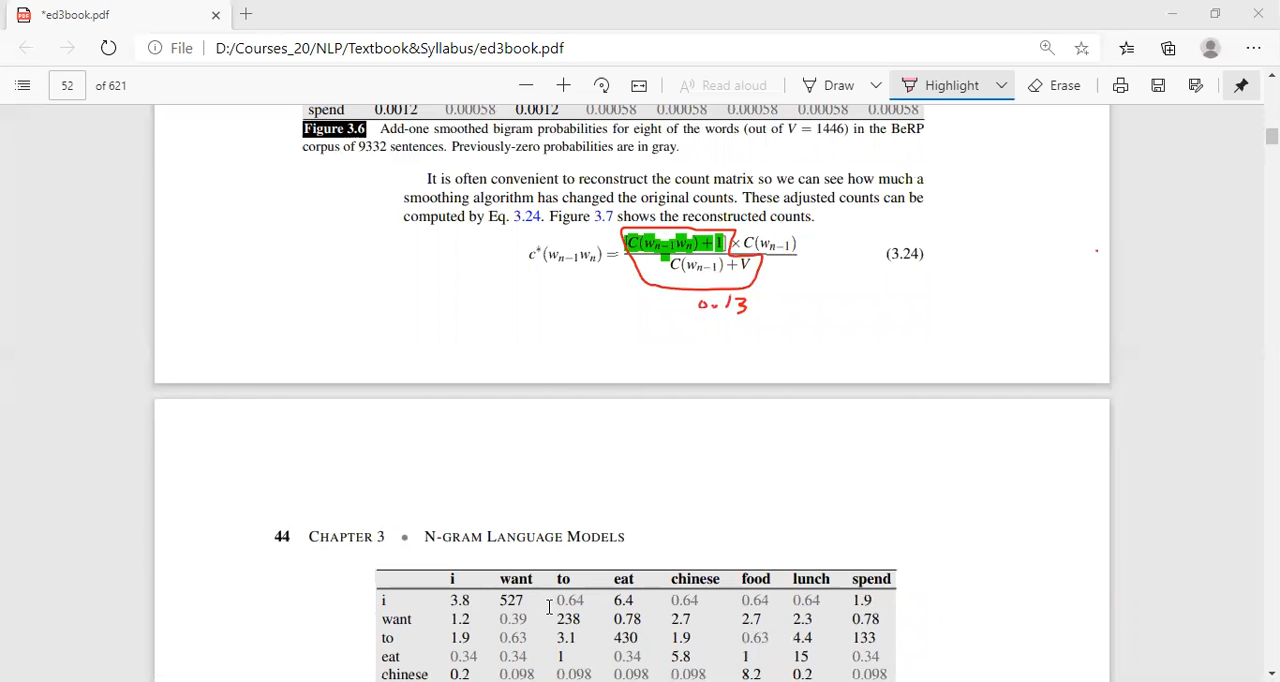 *ed3book.pdf
File | D:/Courses_20/NLP/Textbook&Syllabus/ed3book.pdf
52 of 621 Read aloud Draw Highlight Erase
spend 0.0012 0.00058 0.0012 0.00058 0.00058 0.00058 0.00058 0.00058
Figure 3.6 Add-one smoothed bigram probabilities for eight of the words (out of V = 1446) in the BeRP
corpus of 9332 sentences. Previously-zero probabilities are in gray.
It is often convenient to reconstruct the count matrix so we can see how much a
smoothing algorithm has changed the original counts. These adjusted counts can be
computed by Eq. 3.24. Figure 3.7 shows the reconstructed counts.
c*(wₙ₋₁wₙ) = [C(wₙ₋₁wₙ) + 1] × C(wₙ₋₁) / C(wₙ₋₁) + V (3.24)
0.13
44 CHAPTER 3 • N-GRAM LANGUAGE MODELS
i want to eat chinese food lunch spend
i 3.8 527 0.64 6.4 0.64 0.64 0.64 1.9
want 1.2 0.39 238 0.78 2.7 2.7 2.3 0.78
to 1.9 0.63 3.1 430 1.9 0.63 4.4 133
eat 0.34 0.34 1 0.34 5.8 1 15 0.34
chinese 0.2 0.098 0.098 0.098 0.098 8.2 0.2 0.098